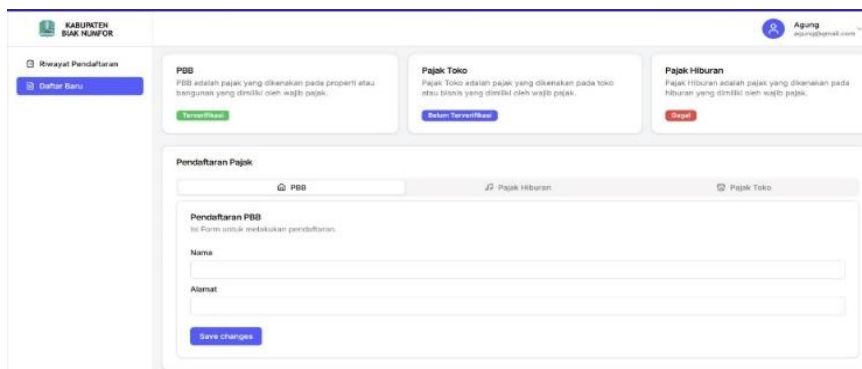 KABUPATEN
BIAK NUMFOR
Agung
agung@gmail.com
Riwayat Pendaftaran
Daftar Baru
PBB
PBB adalah pajak yang dikenakan pada properti atau
bangunan yang dimiliki oleh wajib pajak.
Terverifikasi
Pajak Toko
Pajak Toko adalah pajak yang dikenakan pada toko
atau bisnis yang dimiliki oleh wajib pajak.
Belum Terverifikasi
Pajak Hiburan
Pajak Hiburan adalah pajak yang dikenakan pada
hiburan yang dimiliki oleh wajib pajak.
Gagal
Pendaftaran Pajak
PBB
Pajak Hiburan
Pajak Toko
Pendaftaran PBB
Isi Form untuk melakukan pendaftaran.
Nama
Alamat
Save changes